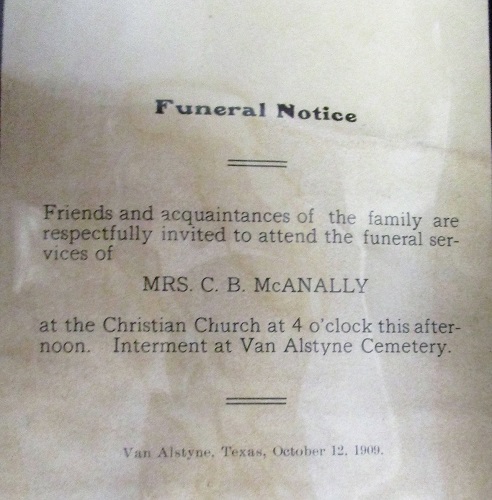 Funeral Notice
Friends and acquaintances of the family are
respectfully invited to attend the funeral ser-
vices of
MRS. C. B. McANALLY
at the Christian Church at 4 o'clock this after-
noon. Interment at Van Alstyne Cemetery.
Van Alstyne, Texas, October 12, 1909.